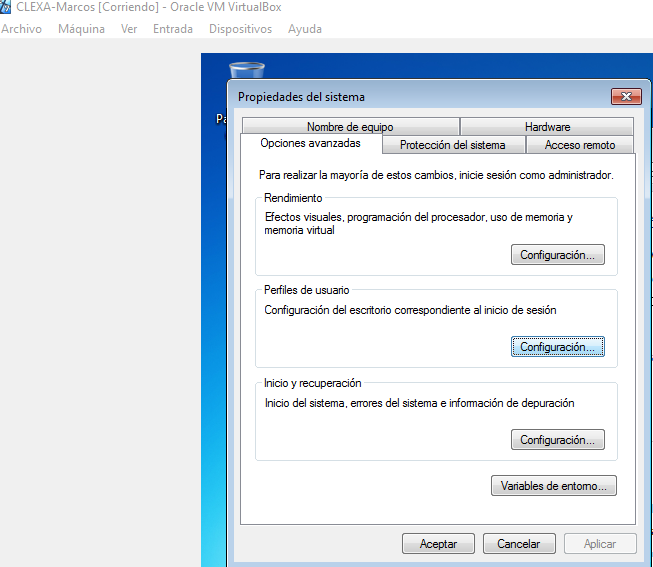 CLEXA-Marcos [Corriendo] - Oracle VM VirtualBox
Archivo Máquina Ver Entrada Dispositivos Ayuda
Propiedades del sistema
Nombre de equipo Hardware
Opciones avanzadas Protección del sistema Acceso remoto
Para realizar la mayoría de estos cambios, inicie sesión como administrador.
Rendimiento
Efectos visuales, programación del procesador, uso de memoria y
memoria virtual
Configuración...
Perfiles de usuario
Configuración del escritorio correspondiente al inicio de sesión
Configuración...
Inicio y recuperación
Inicio del sistema, errores del sistema e información de depuración
Configuración...
Variables de entorno...
Aceptar Cancelar Aplicar